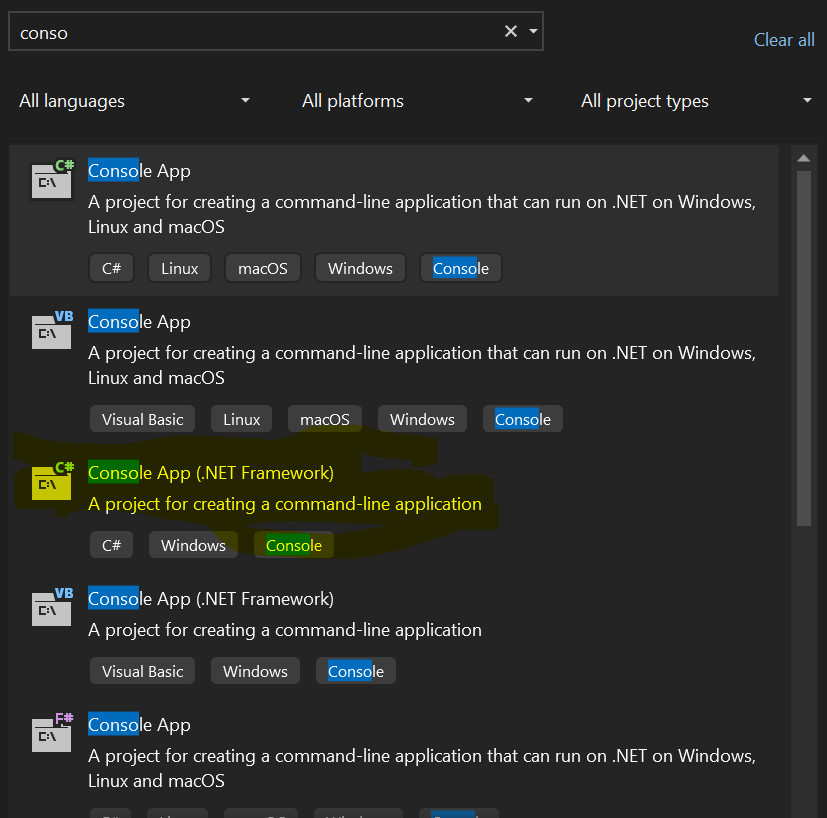 conso
Clear all
All languages All platforms All project types
C#
Console App
C:\
A project for creating a command-line application that can run on .NET on Windows,
Linux and macOS
C# Linux macOS Windows Console
VB
Console App
C:\
A project for creating a command-line application that can run on .NET on Windows,
Linux and macOS
Visual Basic Linux macOS Windows Console
C#
Console App (.NET Framework)
C:\
A project for creating a command-line application
C# Windows Console
VB
Console App (.NET Framework)
C:\
A project for creating a command-line application
Visual Basic Windows Console
F#
Console App
C:\
A project for creating a command-line application that can run on .NET on Windows,
Linux and macOS